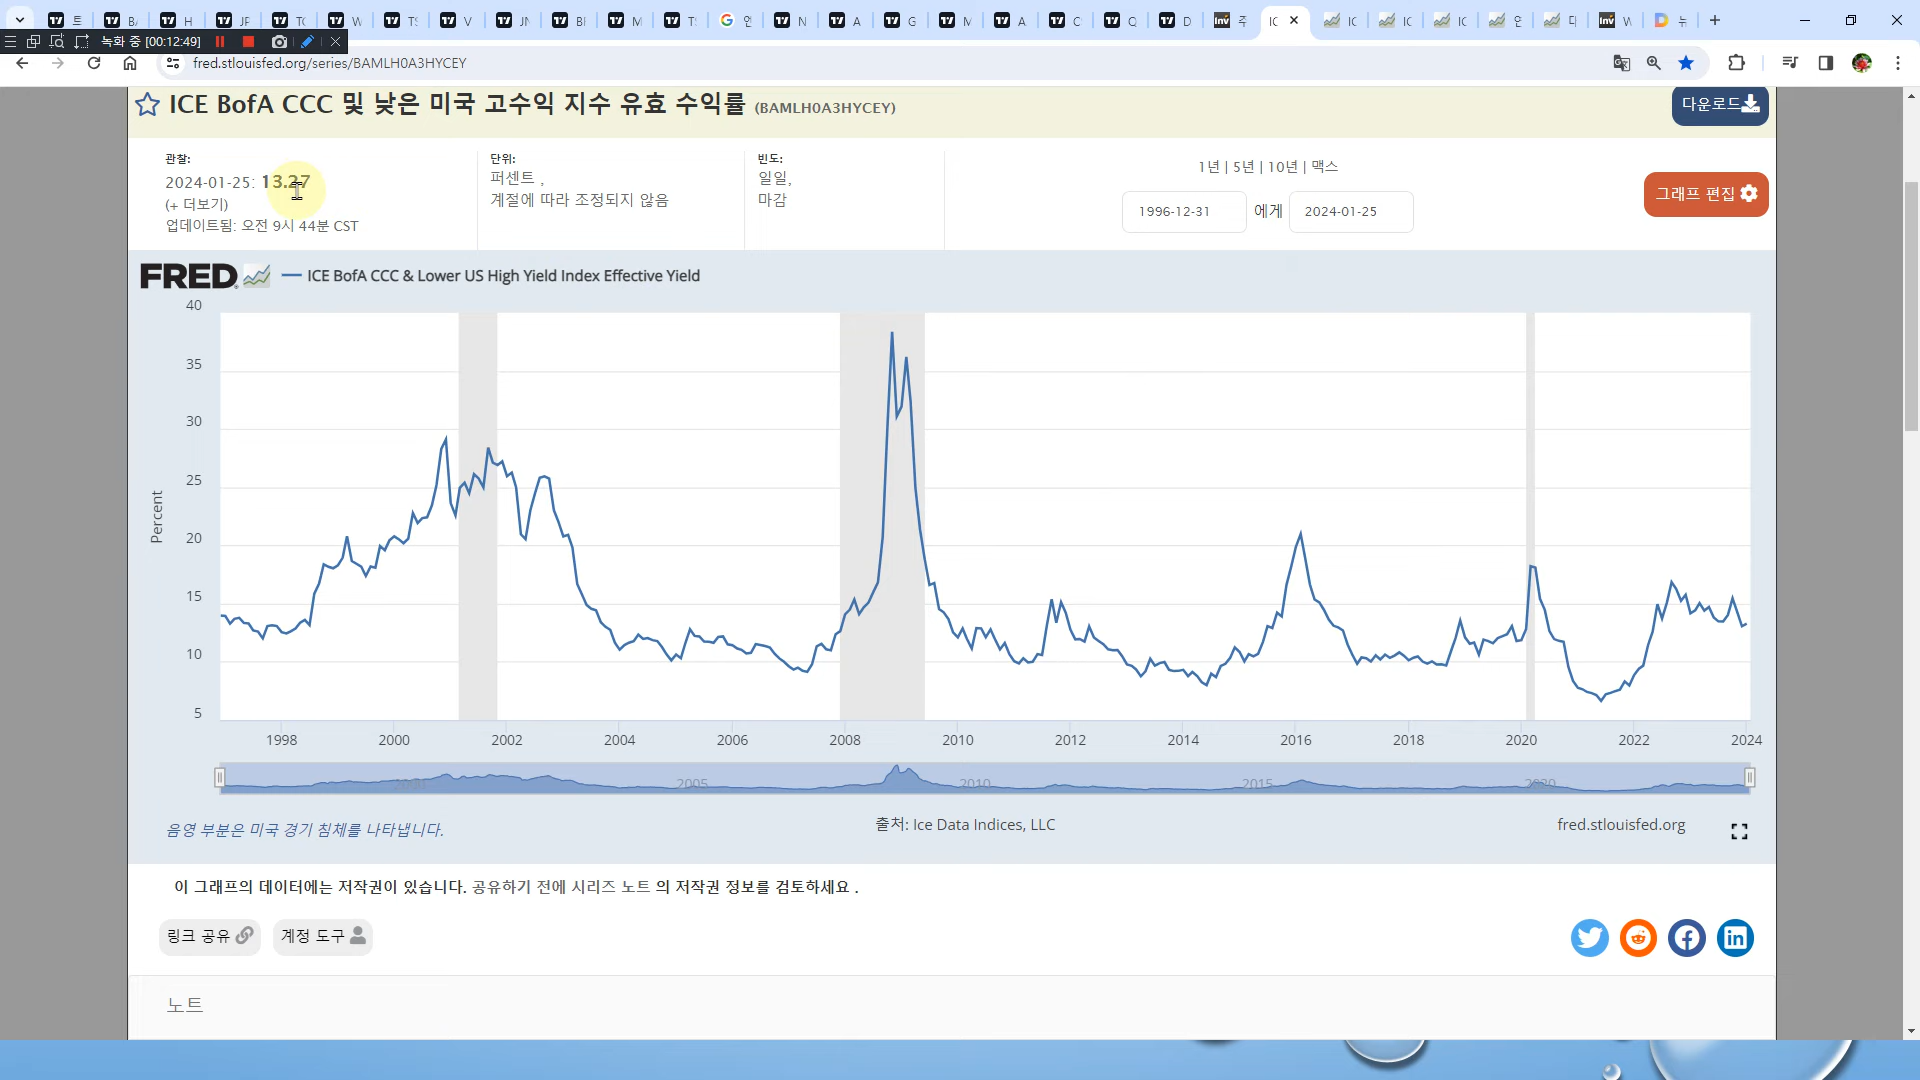 녹화 중 [00:12:49]
fred.stlouisfed.org/series/BAMLH0A3HYCEY
ICE BofA CCC 및 낮은 미국 고수익 지수 유효 수익률 (BAMLH0A3HYCEY)
다운로드
관찰:
2024-01-25: 13.27
(+ 더보기)
업데이트됨: 오전 9시 44분 CST
단위:
퍼센트 ,
계절에 따라 조정되지 않음
빈도:
일일,
마감
1년 | 5년 | 10년 | 맥스
1996-12-31 에게 2024-01-25
그래프 편집
FRED
ICE BofA CCC & Lower US High Yield Index Effective Yield
40
35
30
25
20
15
10
5
Percent
1998 2000 2002 2004 2006 2008 2010 2012 2014 2016 2018 2020 2022 2024
2000 2005 2010 2015 2020
음영 부분은 미국 경기 침체를 나타냅니다.
출처: Ice Data Indices, LLC
fred.stlouisfed.org
이 그래프의 데이터에는 저작권이 있습니다. 공유하기 전에 시리즈 노트 의 저작권 정보를 검토하세요 .
링크 공유
계정 도구
노트